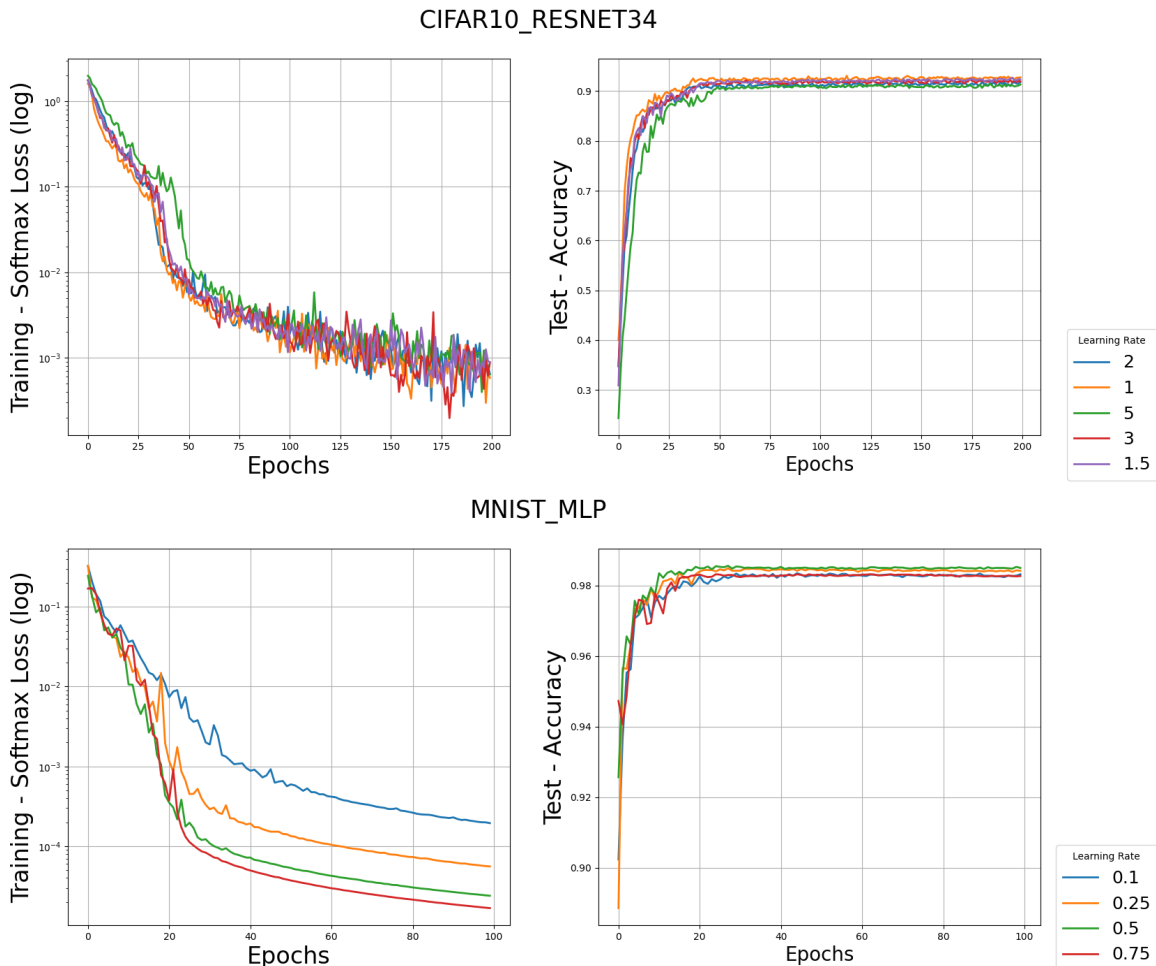 CIFAR10_RESNET34
Training - Softmax Loss (log)
10⁰
10⁻¹
10⁻²
10⁻³
0 25 50 75 100 125 150 175 200
Epochs
Test - Accuracy
0.9
0.8
0.7
0.6
0.5
0.4
0.3
0 25 50 75 100 125 150 175 200
Epochs
Learning Rate
2
1
5
3
1.5
MNIST_MLP
Training - Softmax Loss (log)
10⁻¹
10⁻²
10⁻³
10⁻⁴
0 20 40 60 80 100
Epochs
Test - Accuracy
0.98
0.96
0.94
0.92
0.90
0 20 40 60 80 100
Epochs
Learning Rate
0.1
0.25
0.5
0.75